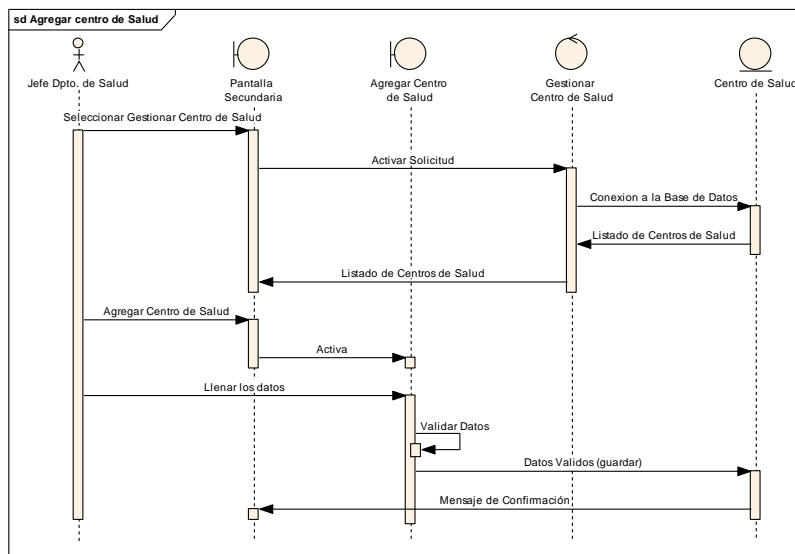 sd Agregar centro de Salud
Jefe Dpto. de Salud
Pantalla
Secundaria
Agregar Centro
de Salud
Gestionar
Centro de Salud
Centro de Salud
Seleccionar Gestionar Centro de Salud
Activar Solicitud
Conexion a la Base de Datos
Listado de Centros de Salud
Listado de Centros de Salud
Agregar Centro de Salud
Activa
Llenar los datos
Validar Datos
Datos Validos (guardar)
Mensaje de Confirmación